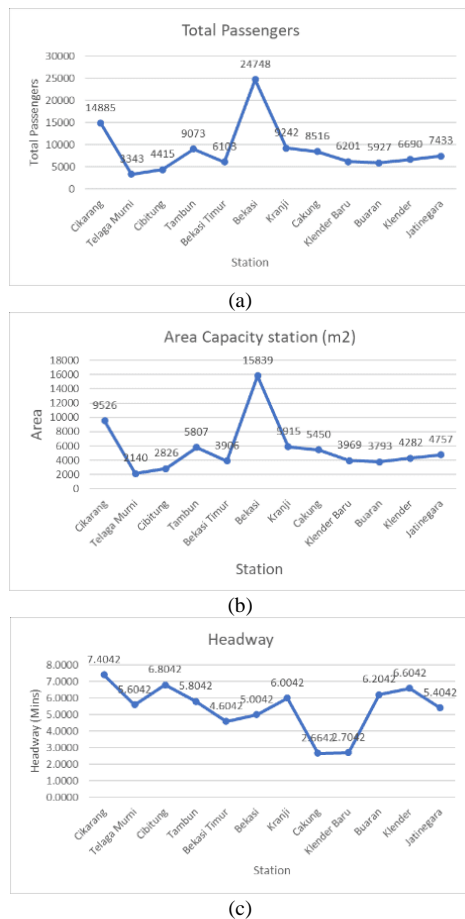 Total Passengers
30000
25000
20000
15000
10000
5000
0
Total Passengers
14885
3343
4415
9073
6103
24748
9242
8516
6201
5927
6690
7433
Cikarang
Telaga Murni
Cibitung
Tambun
Bekasi Timur
Bekasi
Kranji
Cakung
Klender Baru
Buaran
Klender
Jatinegara
Station
(a)
Area Capacity station (m2)
18000
16000
14000
12000
10000
8000
6000
4000
2000
0
Area
9526
2140
2826
5807
3906
15839
5915
5450
3969
3793
4282
4757
Cikarang
Telaga Murni
Cibitung
Tambun
Bekasi Timur
Bekasi
Kranji
Cakung
Klender Baru
Buaran
Klender
Jatinegara
Station
(b)
Headway
8.0000
7.0000
6.0000
5.0000
4.0000
3.0000
2.0000
1.0000
0.0000
Headway (Mins)
7.4042
5.6042
6.8042
5.8042
4.6042
5.0042
6.0042
2.6642
2.7042
6.2042
6.6042
5.4042
Cikarang
Telaga Murni
Cibitung
Tambun
Bekasi Timur
Bekasi
Kranji
Cakung
Klender Baru
Buaran
Klender
Jatinegara
Station
(c)